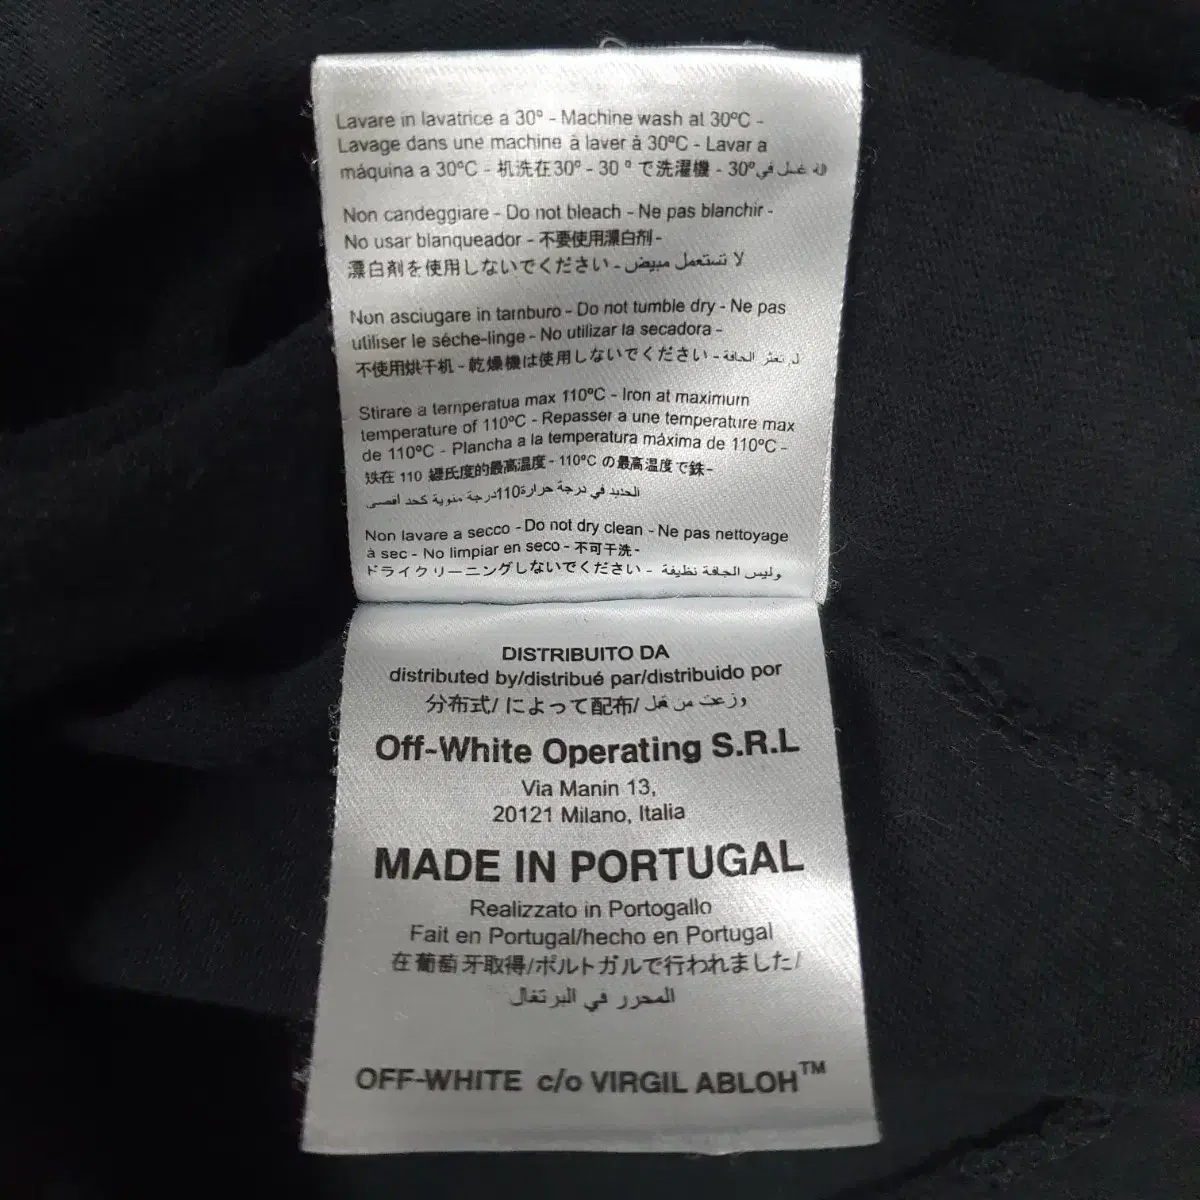 Lavare in lavatrice a 30º - Machine wash at 30ºC -
Lavage dans une machine à laver à 30ºC - Lavar a
máquina a 30ºC - 机洗在30º - 30 º で洗濯機 - 30º في
Non candeggiare - Do not bleach - Ne pas blanchir -
No usar blanqueador - 不要使用漂白剂-
漂白剤を使用しないでください - لا تستعمل مبيض
Non asciugare in tamburo - Do not tumble dry - Ne pas
utiliser le séche-linge - No utilizar la secadora -
不使用烘干机 - 乾燥機は使用しないでください -
Stirare a temperatua max 110ºC - Iron at maximum
temperature of 110ºC - Repasser a une temperature max
de 110ºC - Plancha a la temperatura máxima de 110ºC -
在 110 摄氏度的最高温度 - 110ºC の最高温度で鉄-
الحديد في درجة حرارة110درجة منوية كحد أقصى
Non lavare a secco - Do not dry clean - Ne pas nettoyage
à sec - No limpiar en seco - 不可干洗-
ドライクリーニングしないでください - وليس الجافة نظيفة
DISTRIBUITO DA
distributed by/distribué par/distribuido por
分布式/ によって配布/ وزعت من قبل
Off-White Operating S.R.L
Via Manin 13,
20121 Milano, Italia
MADE IN PORTUGAL
Realizzato in Portogallo
Fait en Portugal/hecho en Portugal
在葡萄牙取得/ポルトガルで行われました/
المحرر في البرتغال
OFF-WHITE c/o VIRGIL ABLOH™